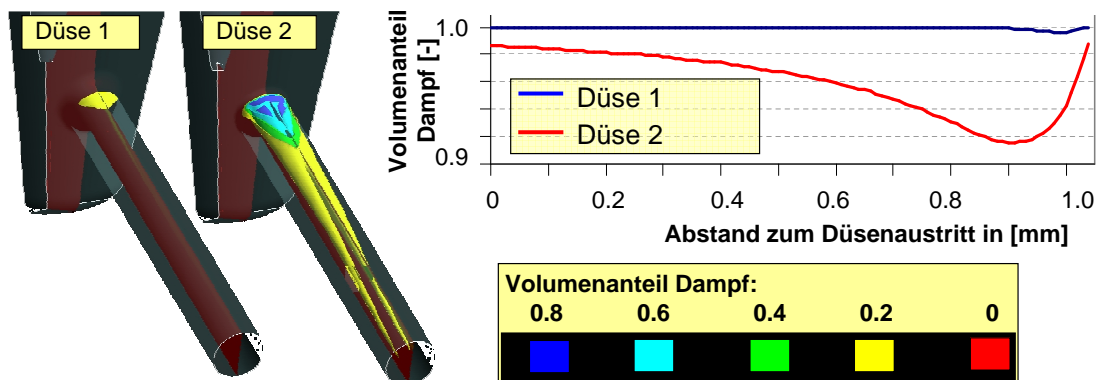 Düse 1
Düse 2
Volumenanteil
Dampf [-]
1.0
0.9
Düse 1
Düse 2
0 0.2 0.4 0.6 0.8 1.0
Abstand zum Düsenaustritt in [mm]
Volumenanteil Dampf:
0.8 0.6 0.4 0.2 0